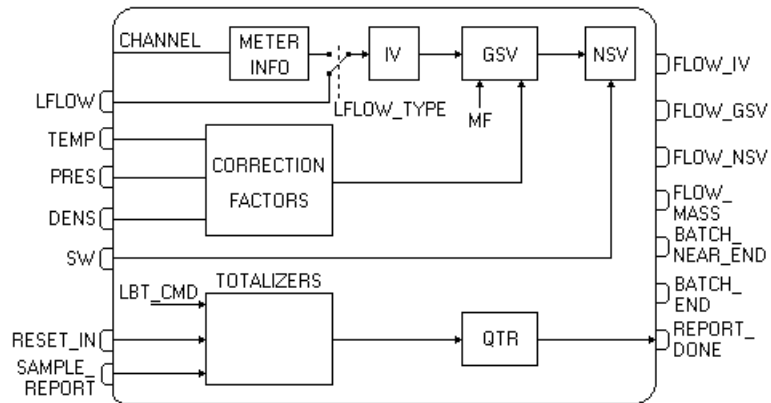 CHANNEL
METER
INFO
IV
GSV
NSV
FLOW_IV
LFLOW
LFLOW_TYPE
MF
FLOW_GSV
TEMP
PRES
DENS
CORRECTION
FACTORS
FLOW_NSV
FLOW_
MASS
SW
BATCH_
NEAR_END
TOTALIZERS
LBT_CMD
BATCH_
END
RESET_IN
SAMPLE_
REPORT
QTR
REPORT_
DONE